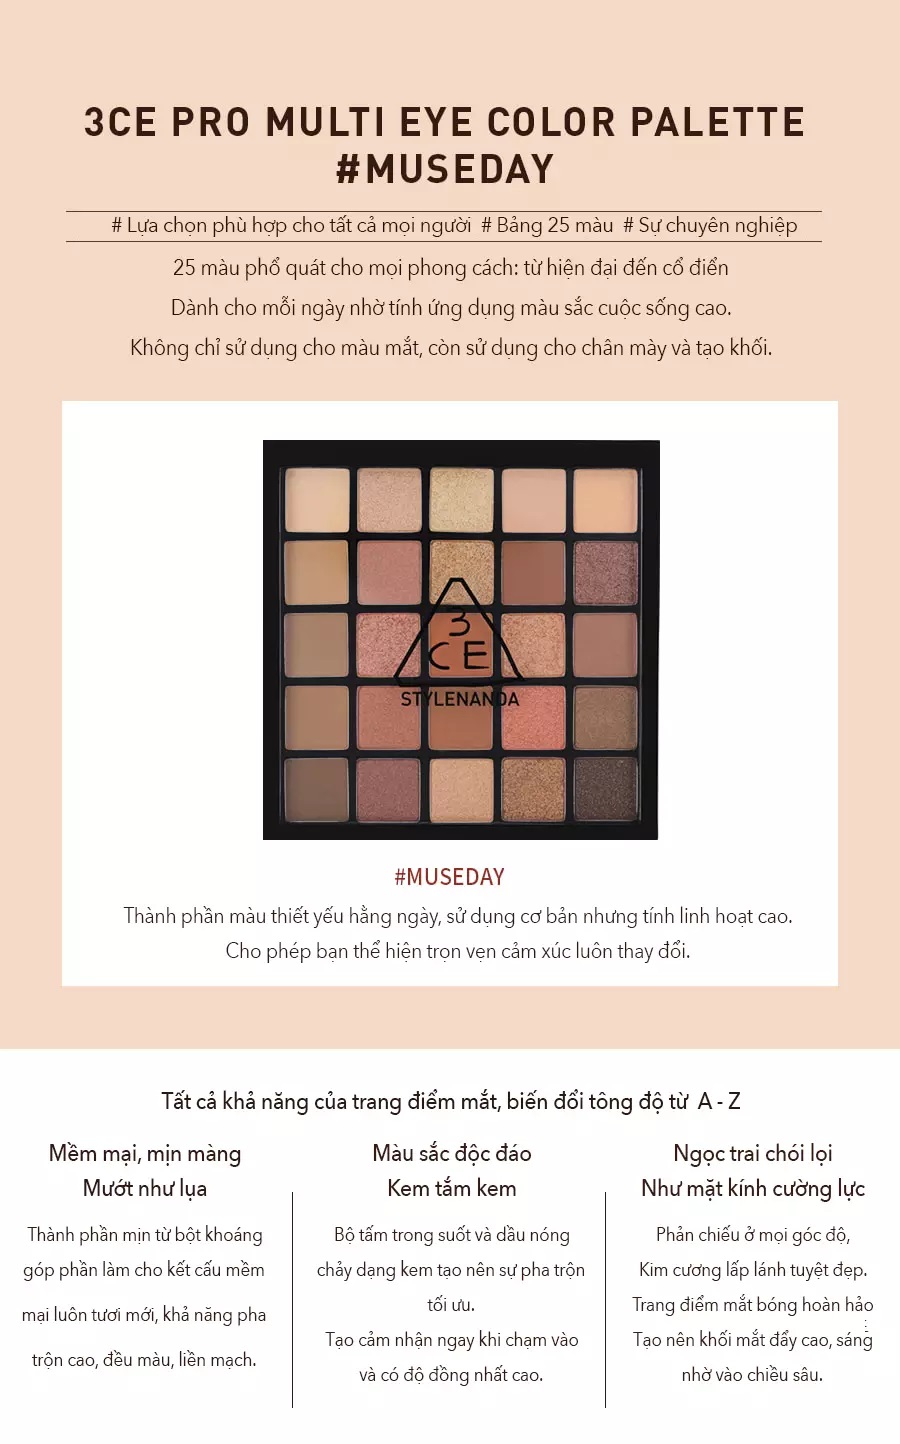 3CE PRO MULTI EYE COLOR PALETTE
#MUSEDAY
# Lựa chọn phù hợp cho tất cả mọi người # Bảng 25 màu # Sự chuyên nghiệp
25 màu phổ quát cho mọi phong cách: từ hiện đại đến cổ điển
Dành cho mỗi ngày nhờ tính ứng dụng màu sắc cuộc sống cao.
Không chỉ sử dụng cho màu mắt, còn sử dụng cho chân mày và tạo khối.
3
CE
STYLENANDA
#MUSEDAY
Thành phần màu thiết yếu hằng ngày, sử dụng cơ bản nhưng tính linh hoạt cao.
Cho phép bạn thể hiện trọn vẹn cảm xúc luôn thay đổi.
Tất cả khả năng của trang điểm mắt, biến đổi tông độ từ A - Z
Mềm mại, mịn màng
Mướt như lụa
Thành phần mịn từ bột khoáng
góp phần làm cho kết cấu mềm
mại luôn tươi mới, khả năng pha
trộn cao, đều màu, liền mạch.
Màu sắc độc đáo
Kem tắm kem
Bộ tấm trong suốt và dầu nóng
chảy dạng kem tạo nên sự pha trộn
tối ưu.
Tạo cảm nhận ngay khi chạm vào
và có độ đồng nhất cao.
Ngọc trai chói lọi
Như mặt kính cường lực
Phản chiếu ở mọi góc độ,
Kim cương lấp lánh tuyệt đẹp.
Trang điểm mắt bóng hoàn hảo
Tạo nên khối mắt đẩy cao, sáng
nhờ vào chiều sâu.